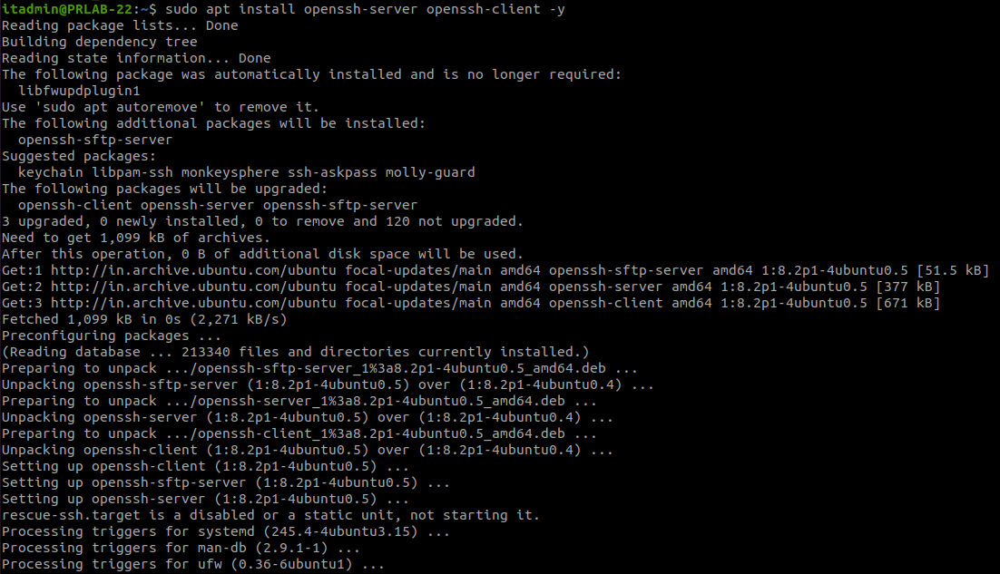 itadmin@PRLAB-22:~$ sudo apt install openssh-server openssh-client -y
Reading package lists... Done
Building dependency tree
Reading state information... Done
The following package was automatically installed and is no longer required:
  libfwupdplugin1
Use 'sudo apt autoremove' to remove it.
The following additional packages will be installed:
  openssh-sftp-server
Suggested packages:
  keychain libpam-ssh monkeysphere ssh-askpass molly-guard
The following packages will be upgraded:
  openssh-client openssh-server openssh-sftp-server
3 upgraded, 0 newly installed, 0 to remove and 120 not upgraded.
Need to get 1,099 kB of archives.
After this operation, 0 B of additional disk space will be used.
Get:1 http://in.archive.ubuntu.com/ubuntu focal-updates/main amd64 openssh-sftp-server amd64 1:8.2p1-4ubuntu0.5 [51.5 kB]
Get:2 http://in.archive.ubuntu.com/ubuntu focal-updates/main amd64 openssh-server amd64 1:8.2p1-4ubuntu0.5 [377 kB]
Get:3 http://in.archive.ubuntu.com/ubuntu focal-updates/main amd64 openssh-client amd64 1:8.2p1-4ubuntu0.5 [671 kB]
Fetched 1,099 kB in 0s (2,271 kB/s)
Preconfiguring packages ...
(Reading database ... 213340 files and directories currently installed.)
Preparing to unpack .../openssh-sftp-server_1%3a8.2p1-4ubuntu0.5_amd64.deb ...
Unpacking openssh-sftp-server (1:8.2p1-4ubuntu0.5) over (1:8.2p1-4ubuntu0.4) ...
Preparing to unpack .../openssh-server_1%3a8.2p1-4ubuntu0.5_amd64.deb ...
Unpacking openssh-server (1:8.2p1-4ubuntu0.5) over (1:8.2p1-4ubuntu0.4) ...
Preparing to unpack .../openssh-client_1%3a8.2p1-4ubuntu0.5_amd64.deb ...
Unpacking openssh-client (1:8.2p1-4ubuntu0.5) over (1:8.2p1-4ubuntu0.4) ...
Setting up openssh-client (1:8.2p1-4ubuntu0.5) ...
Setting up openssh-sftp-server (1:8.2p1-4ubuntu0.5) ...
Setting up openssh-server (1:8.2p1-4ubuntu0.5) ...
rescue-ssh.target is a disabled or a static unit, not starting it.
Processing triggers for systemd (245.4-4ubuntu3.15) ...
Processing triggers for man-db (2.9.1-1) ...
Processing triggers for ufw (0.36-6ubuntu1) ...